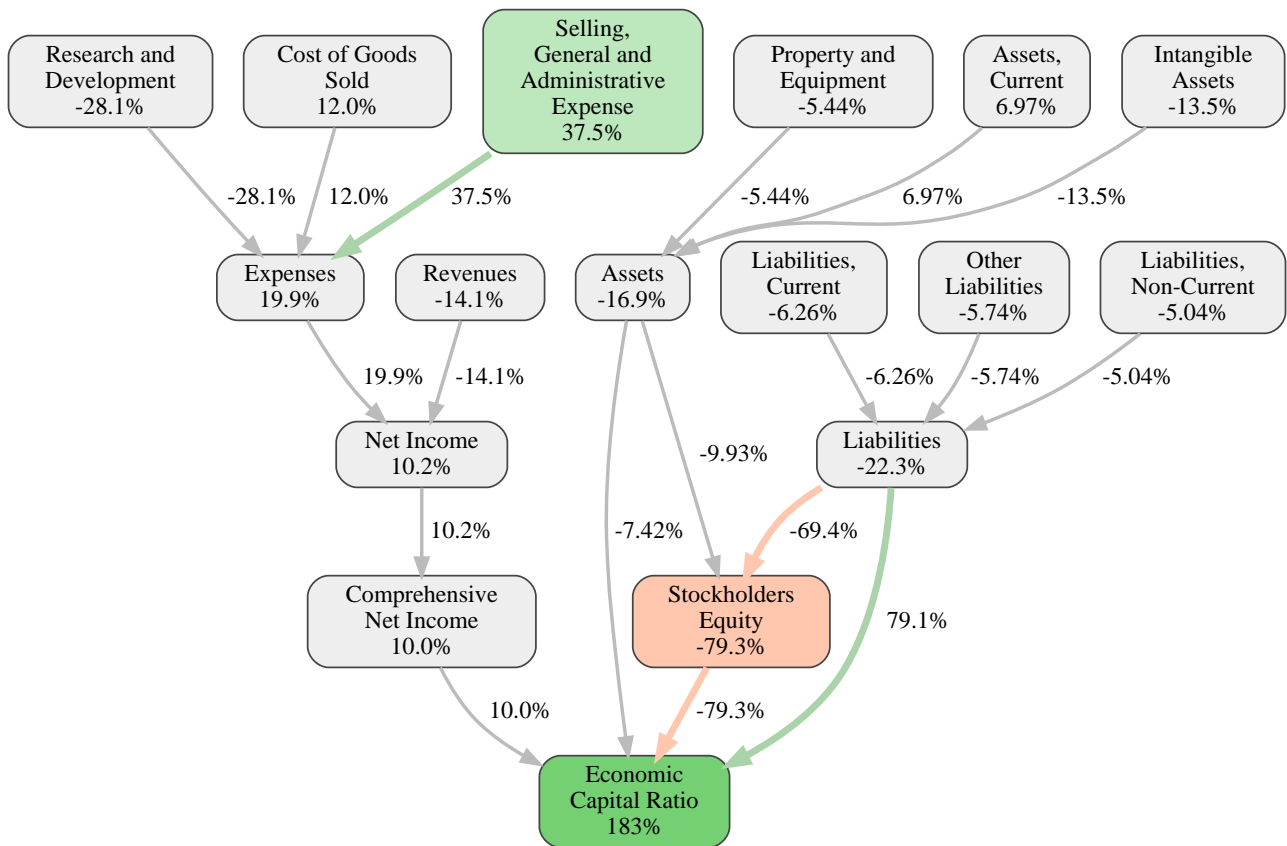 Research and
Development
-28.1%
Cost of Goods
Sold
12.0%
Selling,
General and
Administrative
Expense
37.5%
Property and
Equipment
-5.44%
Assets,
Current
6.97%
Intangible
Assets
-13.5%
-28.1%
12.0%
37.5%
-5.44%
6.97%
-13.5%
Expenses
19.9%
Revenues
-14.1%
Assets
-16.9%
Liabilities,
Current
-6.26%
Other
Liabilities
-5.74%
Liabilities,
Non-Current
-5.04%
19.9%
-14.1%
-6.26%
-5.74%
-5.04%
Net Income
10.2%
-9.93%
Liabilities
-22.3%
10.2%
-7.42%
-69.4%
Comprehensive
Net Income
10.0%
Stockholders
Equity
-79.3%
79.1%
10.0%
-79.3%
Economic
Capital Ratio
183%